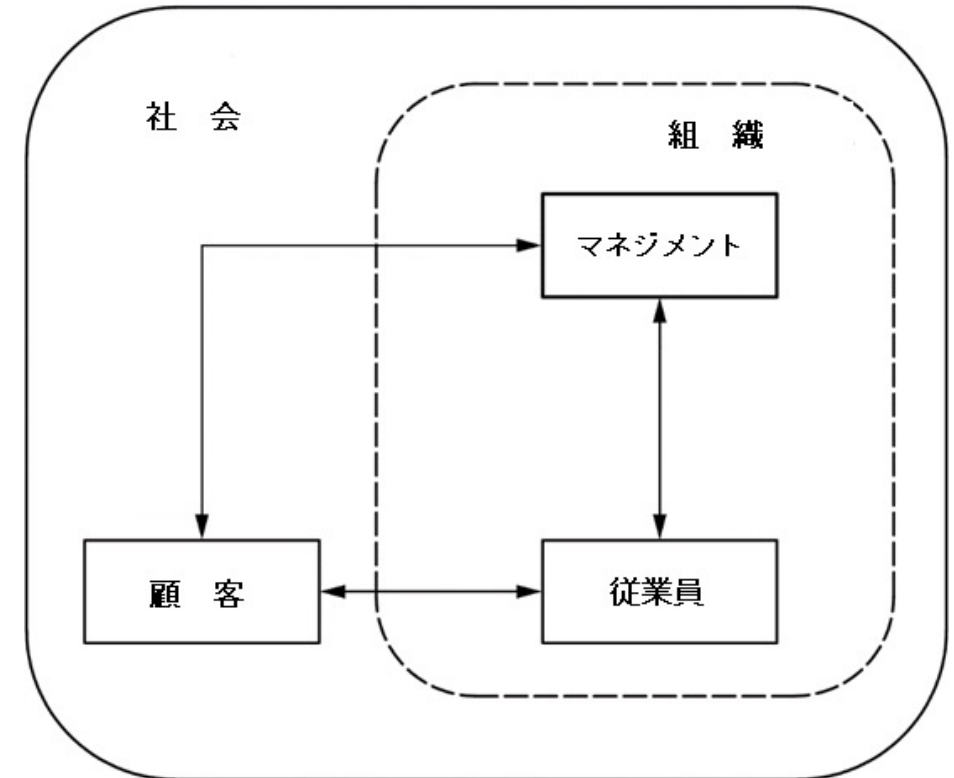 社　会
組　織
マネジメント
顧　客
従業員